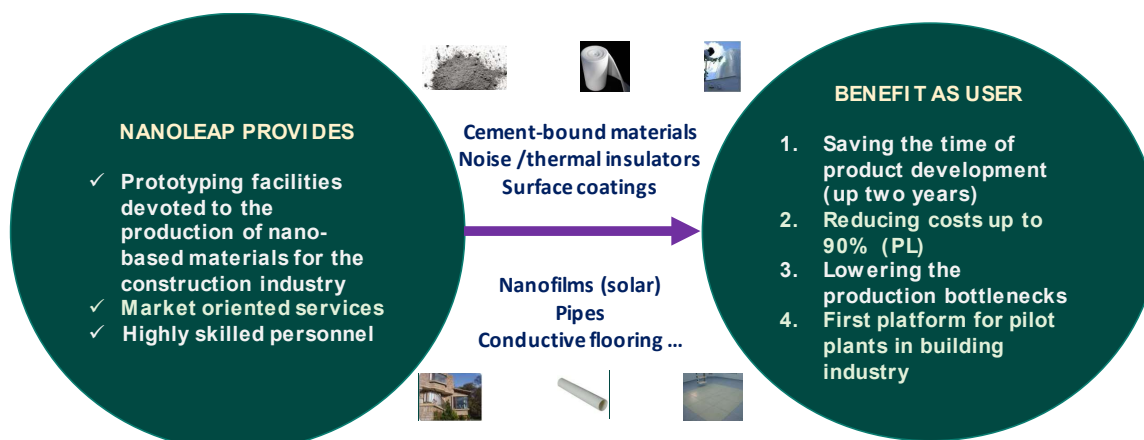 NANOLEAP PROVIDES
✓ Prototyping facilities
devoted to the
production of nano-
based materials for the
construction industry
✓ Market oriented services
✓ Highly skilled personnel
Cement-bound materials
Noise /thermal insulators
Surface coatings
Nanofilms (solar)
Pipes
Conductive flooring ...
BENEFIT AS USER
1. Saving the time of
product development
(up two years)
2. Reducing costs up to
90% (PL)
3. Lowering the
production bottlenecks
4. First platform for pilot
plants in building
industry